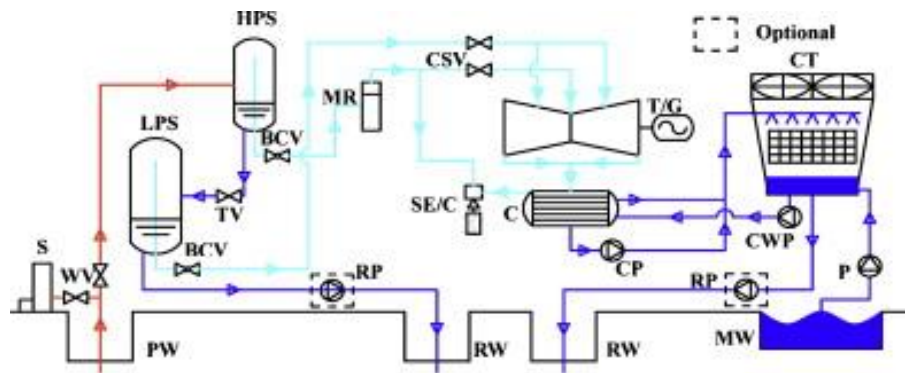 HPS
Optional
CT
CSV
MR
T/G
LPS
BCV
TV
SE/C
C
S
WV
BCV
CP
CWP
RP
RP
P
PW
RW
RW
MW